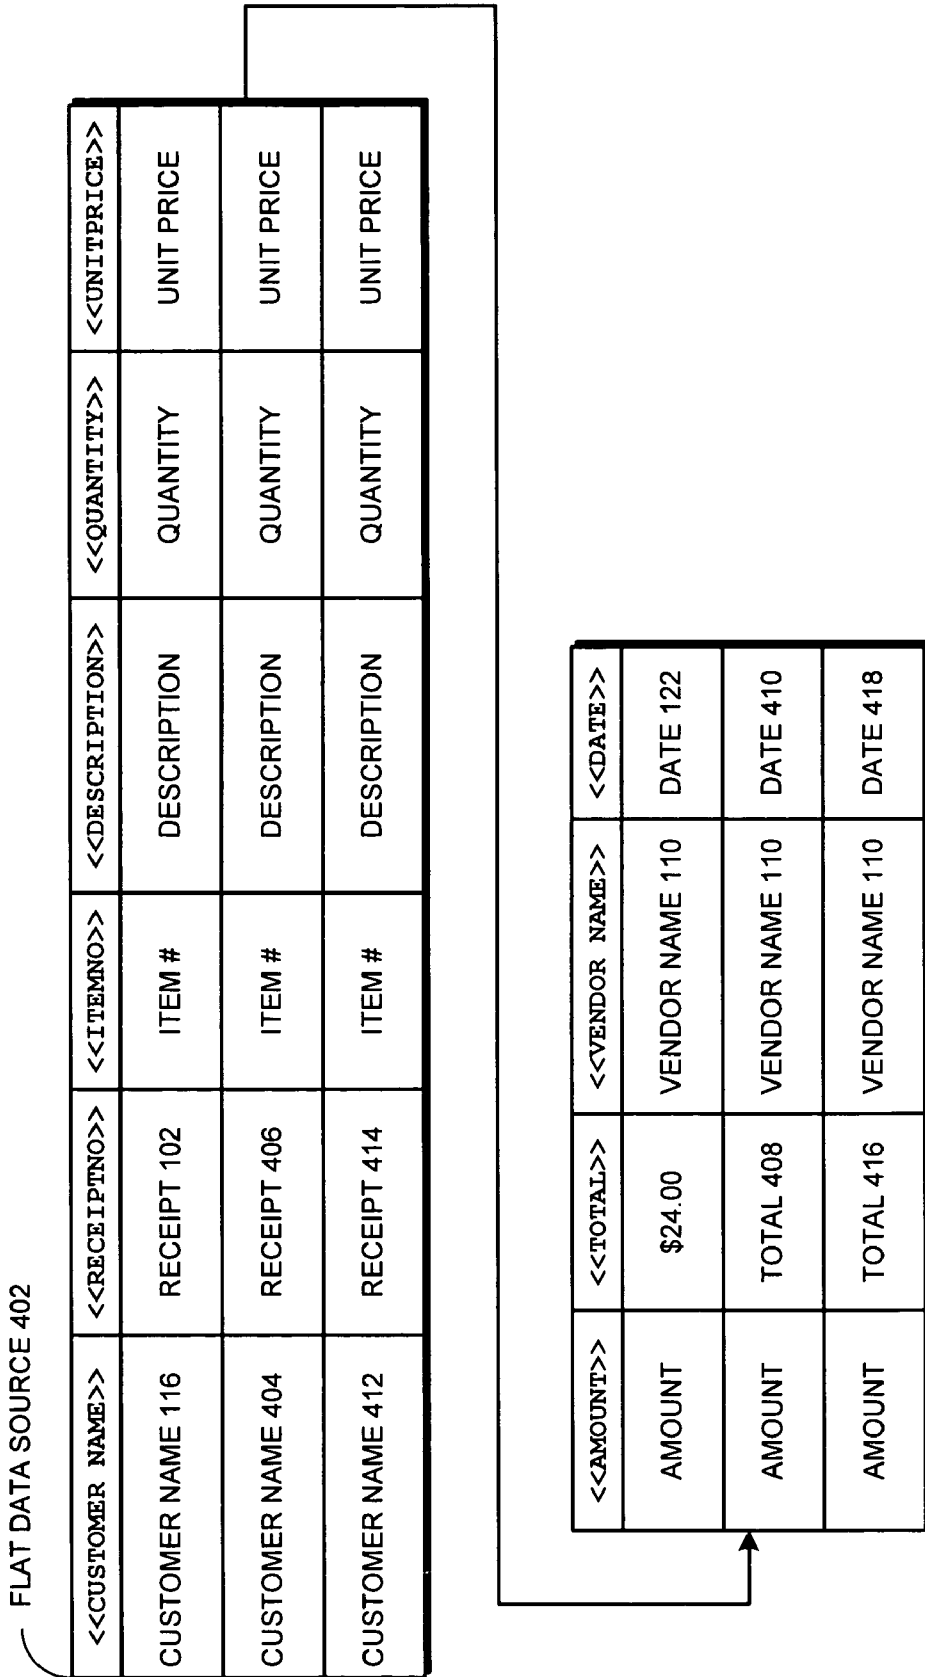 FLAT DATA SOURCE 402
<<CUSTOMER NAME>> <<RECEIPTNO>> <<ITEMNO>> <<DESCRIPTION>> <<QUANTITY>> <<UNITPRICE>>
CUSTOMER NAME 116 RECEIPT 102 ITEM # DESCRIPTION QUANTITY UNIT PRICE
CUSTOMER NAME 404 RECEIPT 406 ITEM # DESCRIPTION QUANTITY UNIT PRICE
CUSTOMER NAME 412 RECEIPT 414 ITEM # DESCRIPTION QUANTITY UNIT PRICE
<<AMOUNT>> <<TOTAL>> <<VENDOR NAME>> <<DATE>>
AMOUNT $24.00 VENDOR NAME 110 DATE 122
AMOUNT TOTAL 408 VENDOR NAME 110 DATE 410
AMOUNT TOTAL 416 VENDOR NAME 110 DATE 418